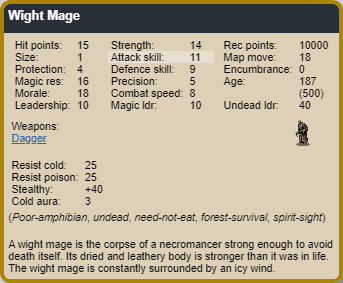 Wight Mage
Hit points: 15 Strength: 14 Rec points: 10000
Size: 1 Attack skill: 11 Map move: 18
Protection: 4 Defence skill: 9 Encumbrance: 0
Magic res: 16 Precision: 5 Age: 187
Morale: 18 Combat speed: 8 (500)
Leadership: 10 Magic ldr: 10 Undead ldr: 40
Weapons:
Dagger
Resist cold: 25
Resist poison: 25
Stealthy: +40
Cold aura: 3
(Poor-amphibian, undead, need-not-eat, forest-survival, spirit-sight)
A wight mage is the corpse of a necromancer strong enough to avoid
death itself. Its dried and leathery body is stronger than it was in life.
The wight mage is constantly surrounded by an icy wind.